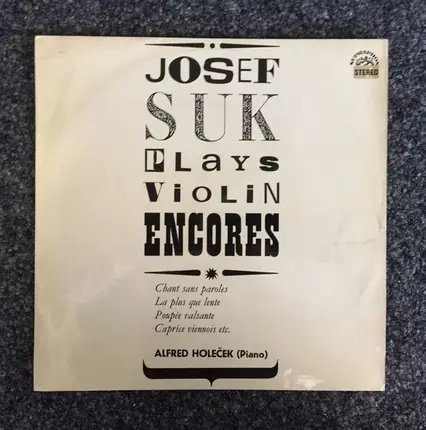 SUPRAPHON
STEREO
JOSEF
SUK
PLAYS
VIOLIN
ENCORES
Chant sans paroles
La plus que lente
Poupée valsante
Caprice viennois etc.
ALFRED HOLEČEK (Piano)